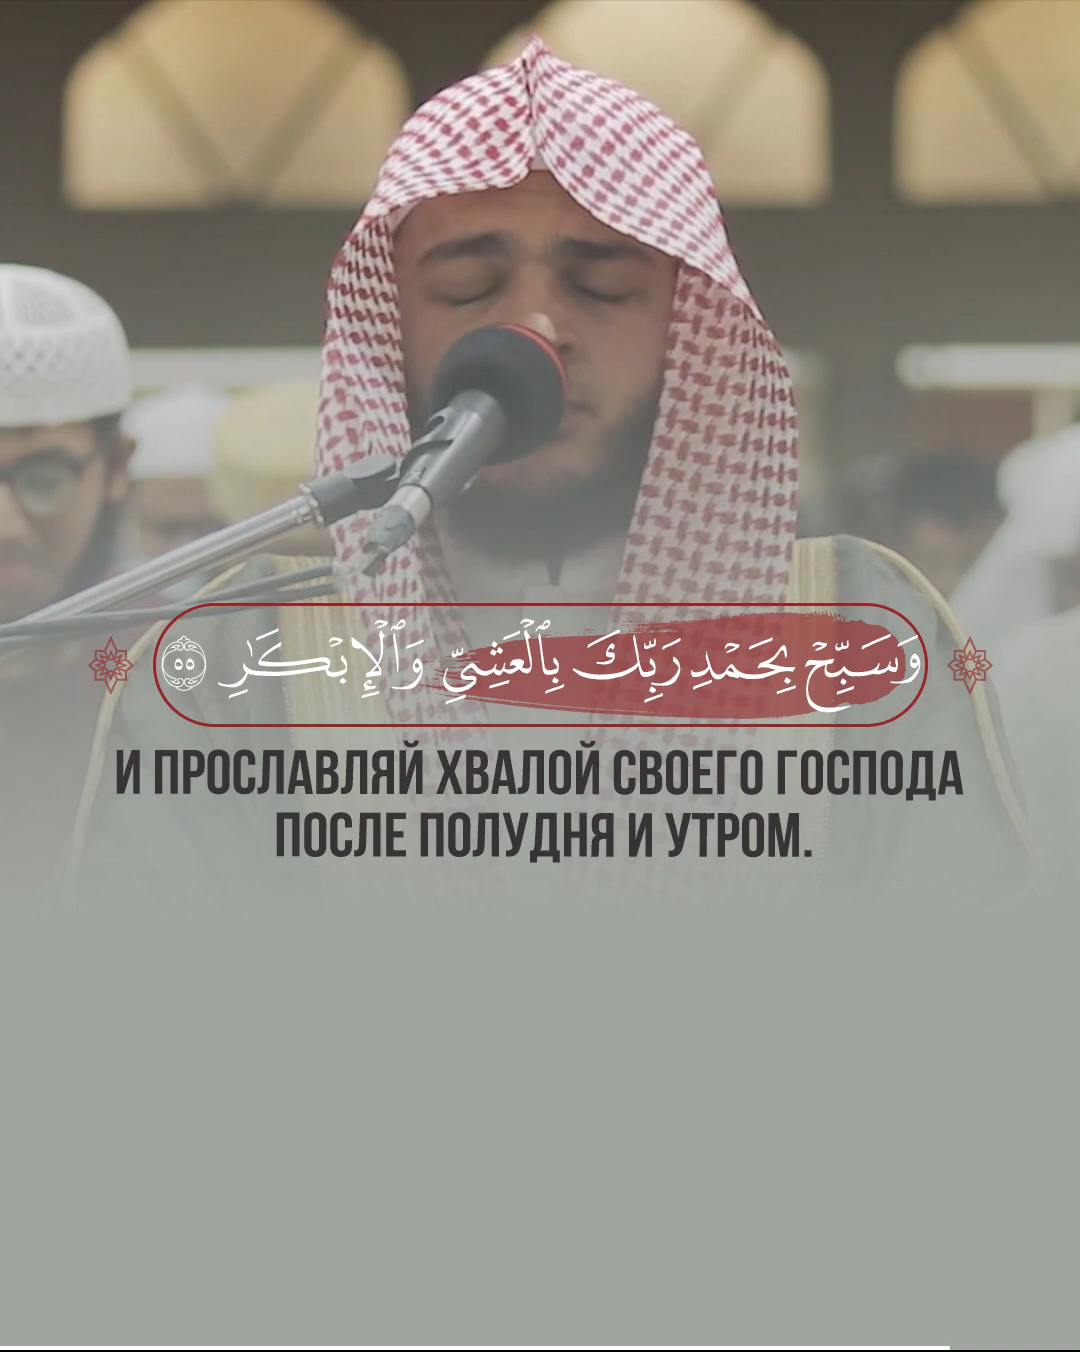 وَسَبِّحْ بِحَمْدِ رَبِّكَ بِٱلْعَشِىِّ وَٱلْإِبْكَٰرِ ٥٥
И ПРОСЛАВЛЯЙ ХВАЛОЙ СВОЕГО ГОСПОДА
ПОСЛЕ ПОЛУДНЯ И УТРОМ.